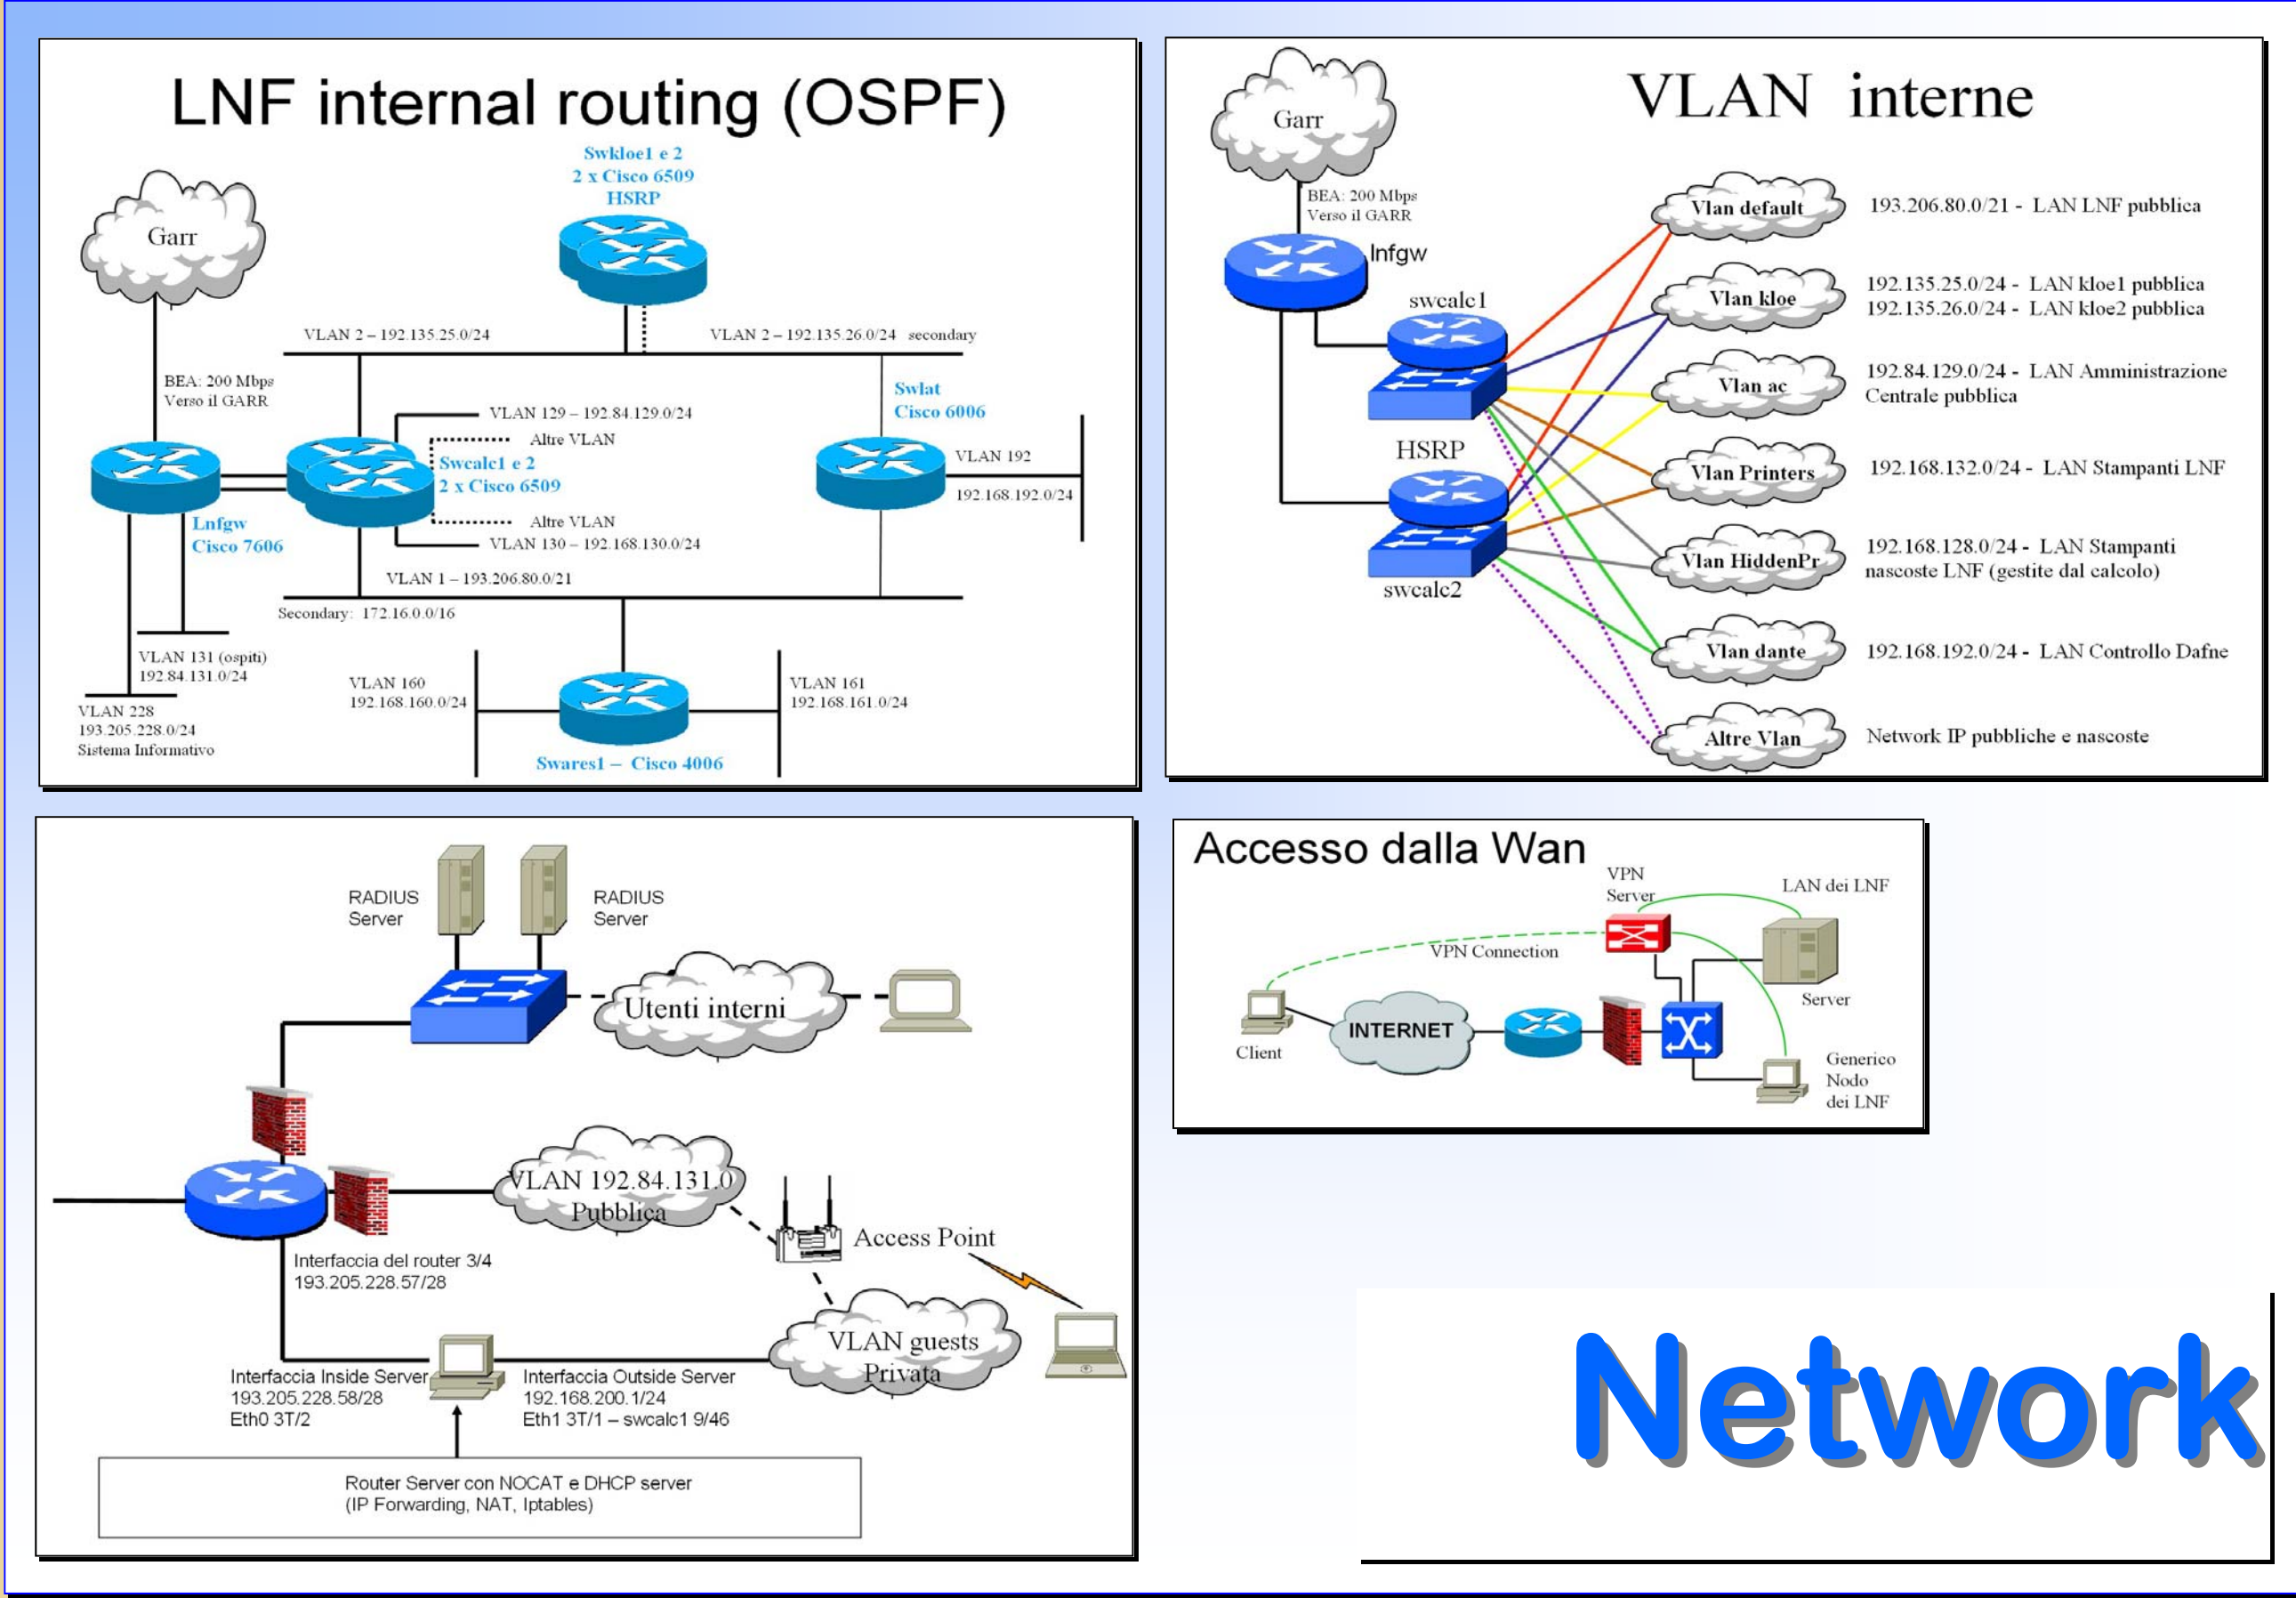 LNF internal routing (OSPF)
Swkloe1 e 2
2 x Cisco 6509
HSRP
Garr
VLAN 2 – 192.135.25.0/24
VLAN 2 – 192.135.26.0/24 secondary
BEA: 200 Mbps
Verso il GARR
Swlat
Cisco 6006
VLAN 129 – 192.84.129.0/24
Altre VLAN
Swcalc1 e 2
2 x Cisco 6509
VLAN 192
192.168.192.0/24
Lnfgw
Cisco 7606
Altre VLAN
VLAN 130 – 192.168.130.0/24
VLAN 1 – 193.206.80.0/21
Secondary: 172.16.0.0/16
VLAN 131 (ospiti)
192.84.131.0/24
VLAN 160
192.168.160.0/24
VLAN 161
192.168.161.0/24
VLAN 228
193.205.228.0/24
Sistema Informativo
Swares1 – Cisco 4006
VLAN interne
Garr
BEA: 200 Mbps
Verso il GARR
lnfgw
swcalc1
HSRP
swcalc2
Vlan default
193.206.80.0/21 - LAN LNF pubblica
Vlan kloe
192.135.25.0/24 - LAN kloe1 pubblica
192.135.26.0/24 - LAN kloe2 pubblica
Vlan ac
192.84.129.0/24 - LAN Amministrazione
Centrale pubblica
Vlan Printers
192.168.132.0/24 - LAN Stampanti LNF
Vlan HiddenPr
192.168.128.0/24 - LAN Stampanti
nascoste LNF (gestite dal calcolo)
Vlan dante
192.168.192.0/24 - LAN Controllo Dafne
Altre Vlan
Network IP pubbliche e nascoste
RADIUS
Server
RADIUS
Server
Utenti interni
VLAN 192.84.131.0
Pubblica
Access Point
Interfaccia del router 3/4
193.205.228.57/28
VLAN guests
Privata
Interfaccia Inside Server
193.205.228.58/28
Eth0 3T/2
Interfaccia Outside Server
192.168.200.1/24
Eth1 3T/1 – swcalc1 9/46
Router Server con NOCAT e DHCP server
(IP Forwarding, NAT, Iptables)
Accesso dalla Wan
VPN
Server
LAN dei LNF
VPN Connection
Server
INTERNET
Client
Generico
Nodo
dei LNF
Network